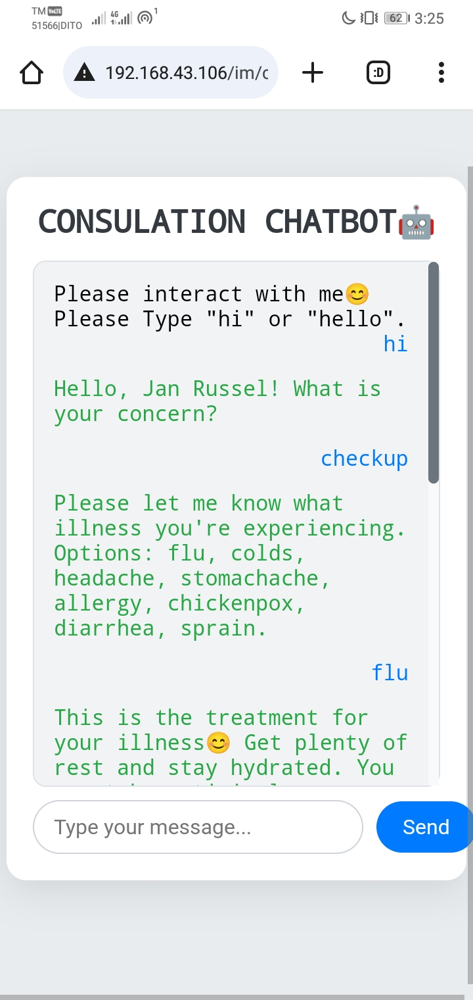 TM VoLTE
51566|DITO 4G 1 62 3:25
192.168.43.106/im/c :D
CONSULATION CHATBOT🤖
Please interact with me😊
Please Type "hi" or "hello".
hi
Hello, Jan Russel! What is
your concern?
checkup
Please let me know what
illness you're experiencing.
Options: flu, colds,
headache, stomachache,
allergy, chickenpox,
diarrhea, sprain.
flu
This is the treatment for
your illness😊 Get plenty of
rest and stay hydrated. You
Type your message...
Send